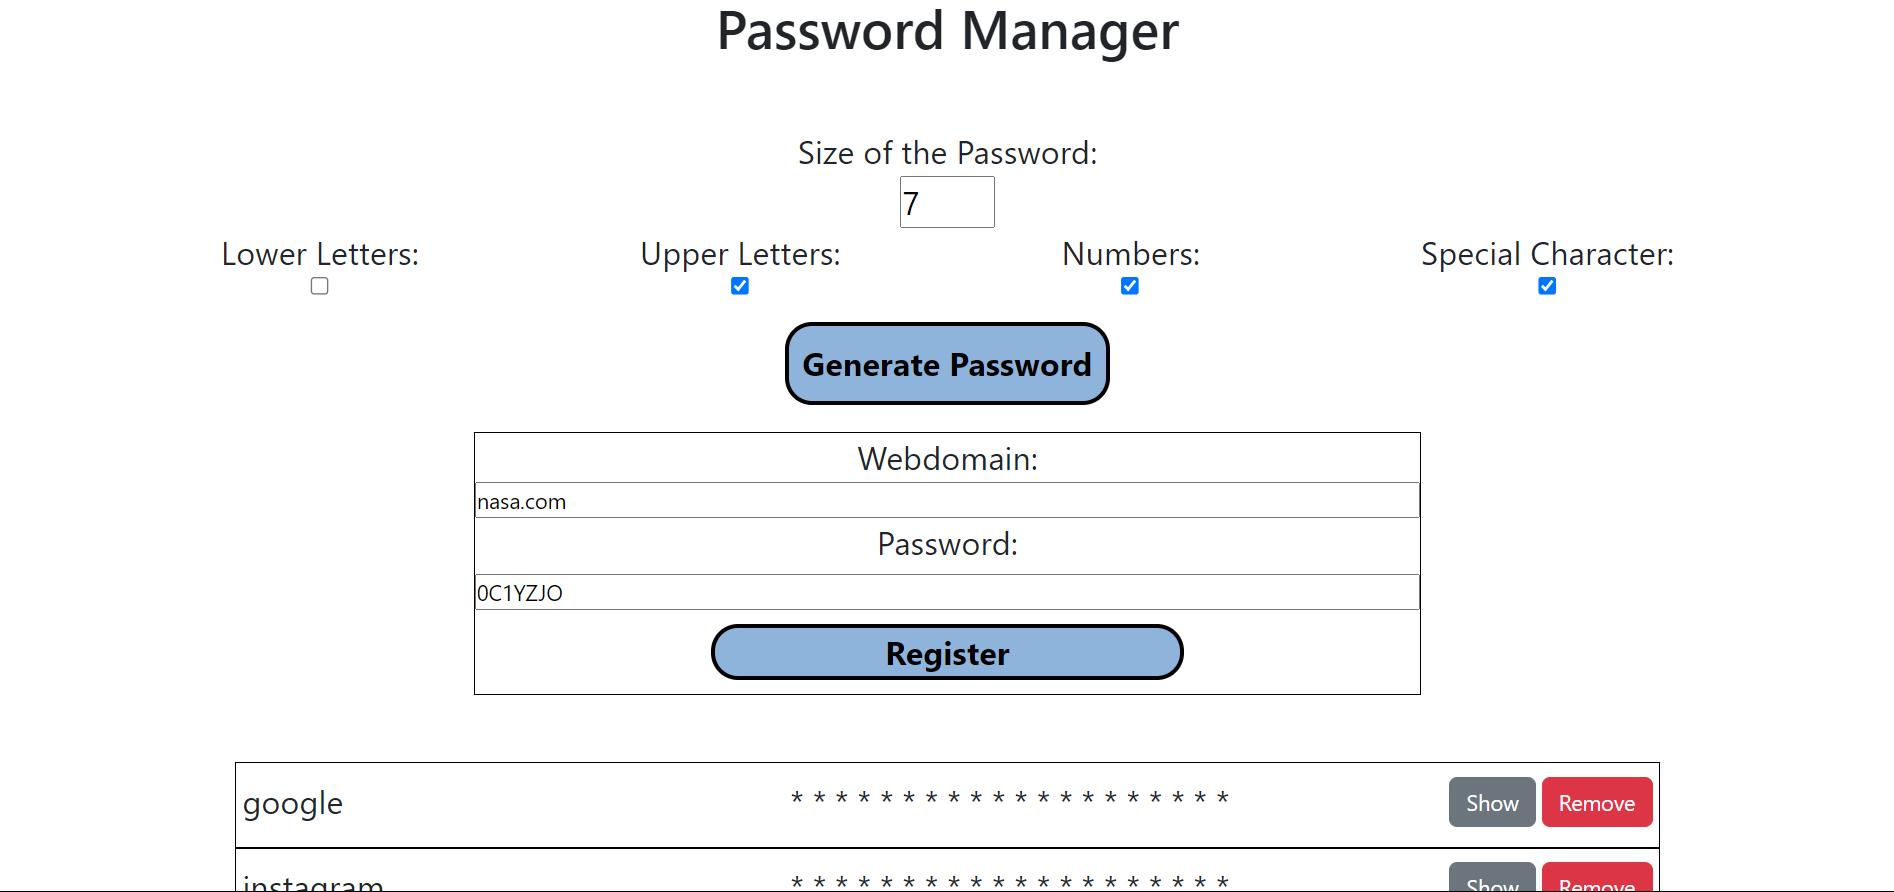 Password Manager
Size of the Password:
7
Lower Letters: Upper Letters: Numbers: Special Character:
Generate Password
Webdomain:
nasa.com
Password:
0C1YZJO
Register
google * * * * * * * * * * * * * * * * * * * * Show Remove
instagram * * * * * * * * * * * * * * * * * * * * Show Remove